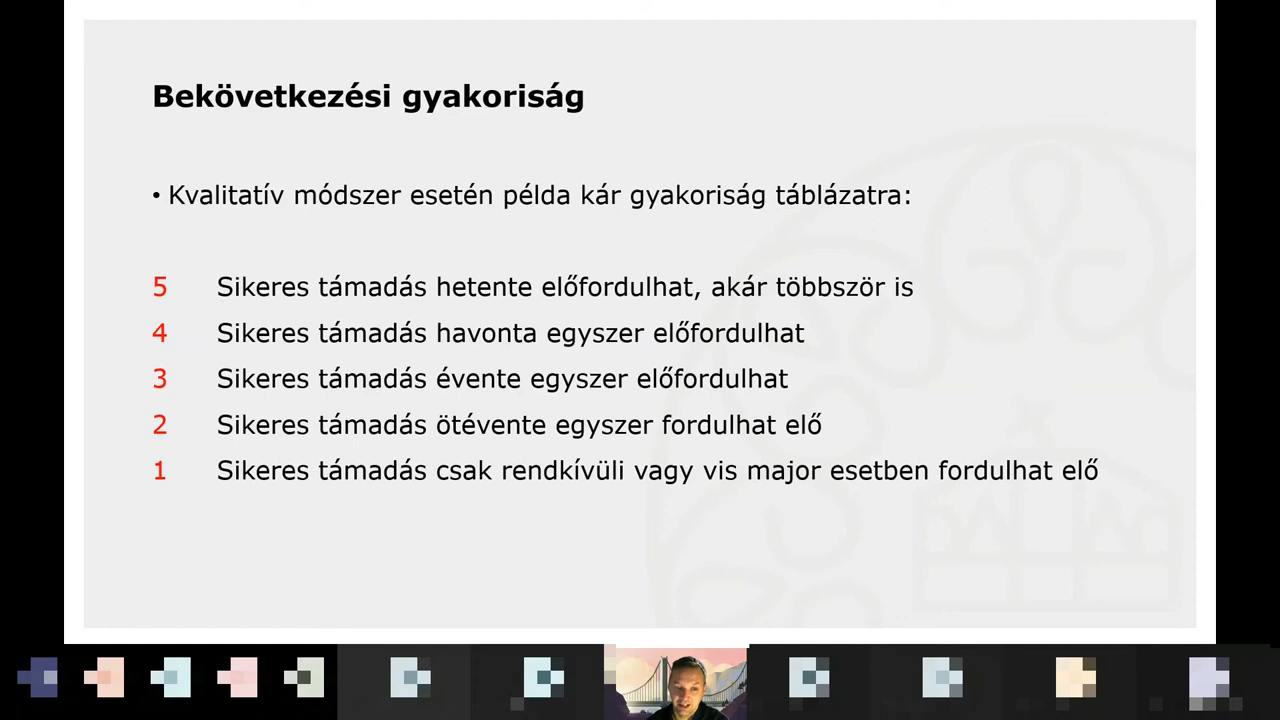 Bekövetkezési gyakoriság
• Kvalitatív módszer esetén példa kár gyakoriság táblázatra:
5 Sikeres támadás hetente előfordulhat, akár többször is
4 Sikeres támadás havonta egyszer előfordulhat
3 Sikeres támadás évente egyszer előfordulhat
2 Sikeres támadás ötévente egyszer fordulhat elő
1 Sikeres támadás csak rendkívüli vagy vis major esetben fordulhat elő